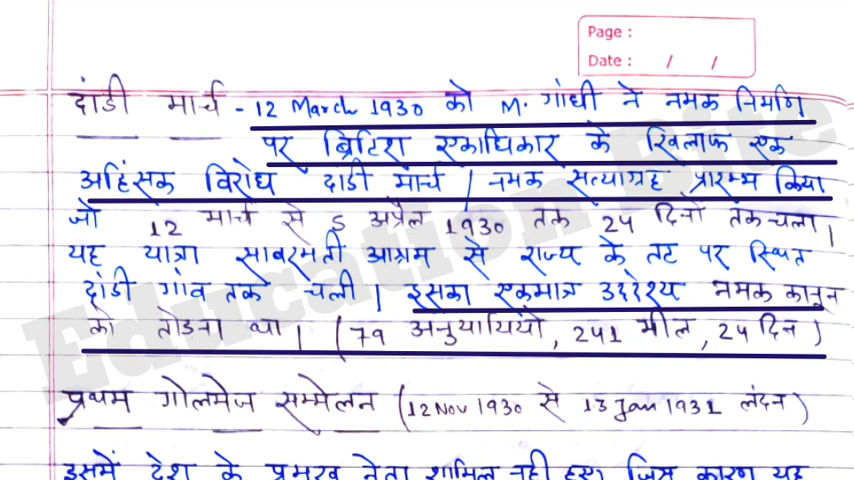 Page :
Date : / /
दांडी मार्च - 12 March 1930 को M. गांधी ने नमक निर्माण
पर ब्रिटिश एकाधिकार के खिलाफ एक
अहिंसक विरोध दांडी मार्च / नमक सत्याग्रह प्रारम्भ किया
जो 12 मार्च से 5 अप्रैल 1930 तक 24 दिनों तक चला।
यह यात्रा साबरमती आश्रम से राज्य के तट पर स्थित
दांडी गांव तक चली। इसका एकमात्र उद्देश्य नमक कानून
को तोडना था। (79 अनुयायियों, 241 मील, 24 दिन)
प्रथम गोलमेज सम्मेलन (12 Nov 1930 से 13 Jan 1931 लंदन)
इसमें देश के प्रमुख नेता शामिल नही हुए। जिस कारण यह
Education Bite